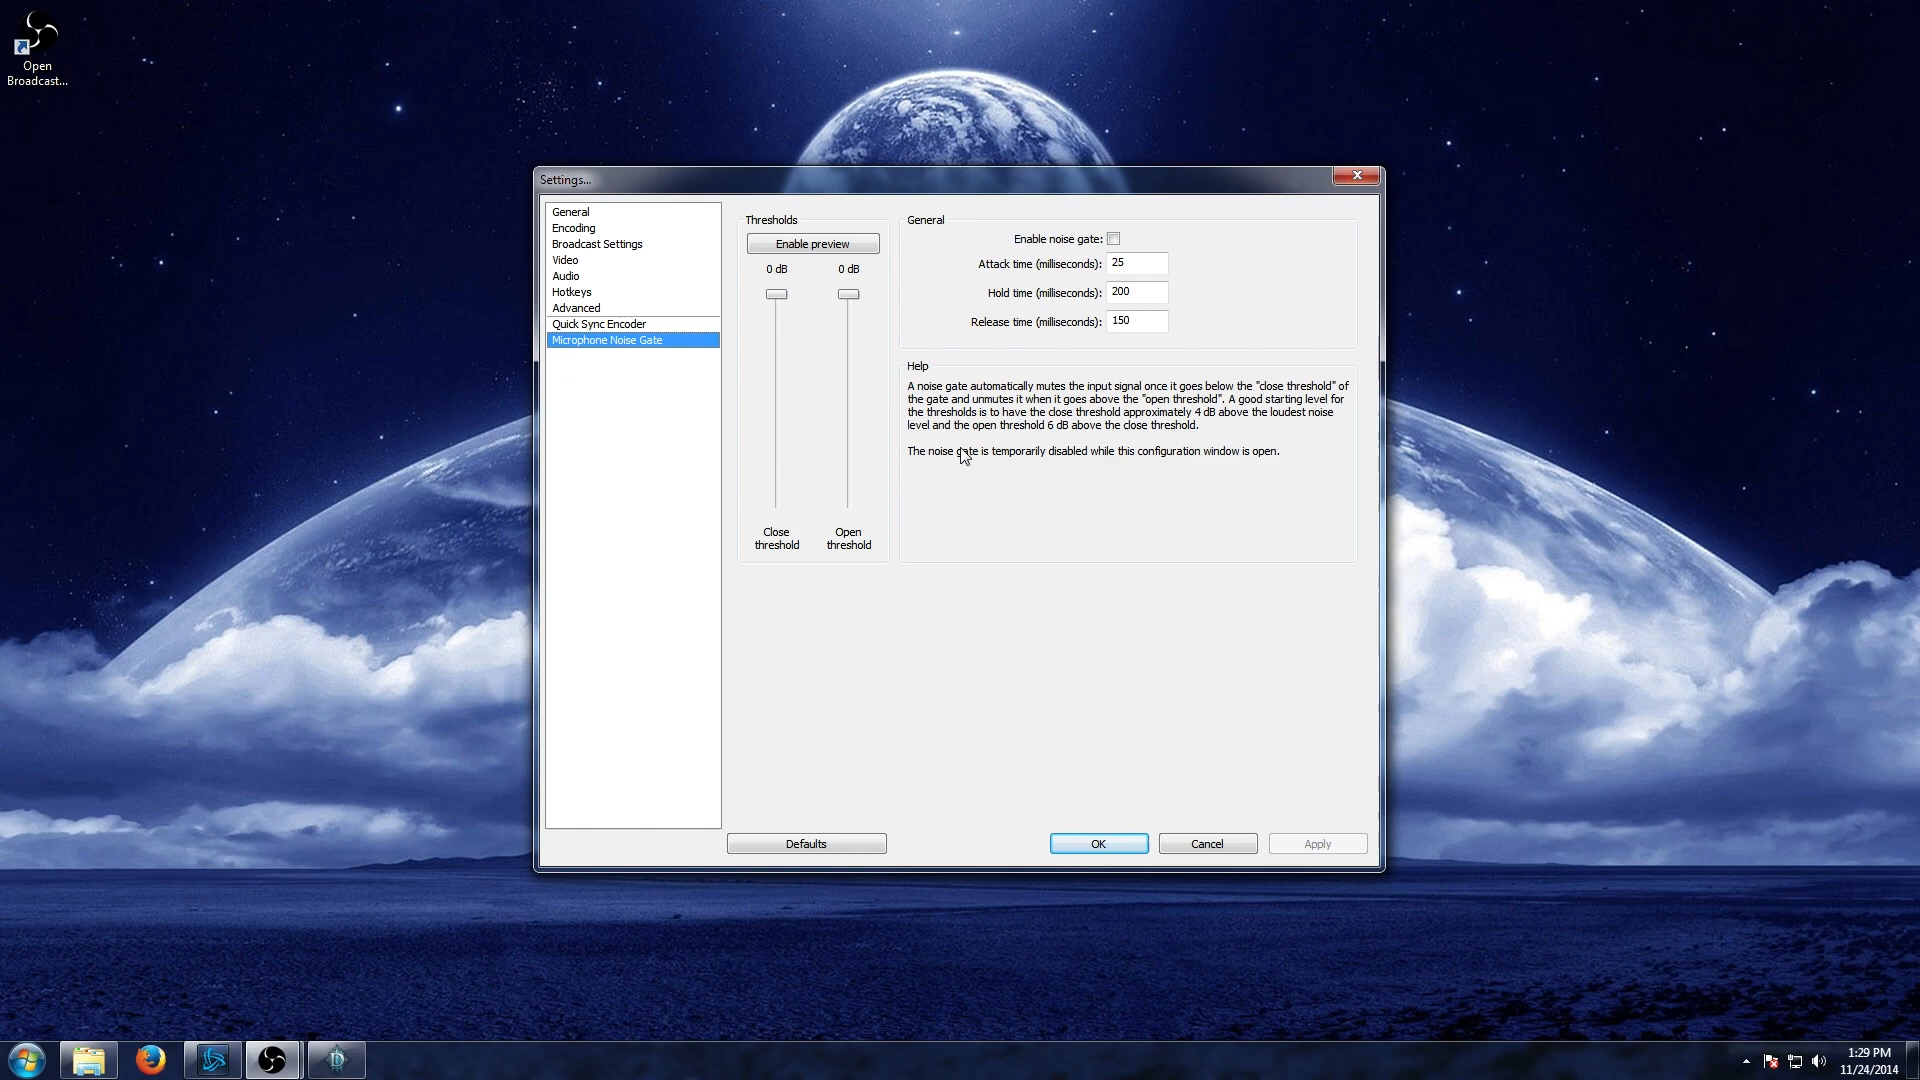 Open
Broadcast...
Settings...
General
Encoding
Broadcast Settings
Video
Audio
Hotkeys
Advanced
Quick Sync Encoder
Microphone Noise Gate
Thresholds
Enable preview
0 dB
0 dB
Close
threshold
Open
threshold
General
Enable noise gate:
Attack time (milliseconds): 25
Hold time (milliseconds): 200
Release time (milliseconds): 150
Help
A noise gate automatically mutes the input signal once it goes below the "close threshold" of
the gate and unmutes it when it goes above the "open threshold". A good starting level for
the thresholds is to have the close threshold approximately 4 dB above the loudest noise
level and the open threshold 6 dB above the close threshold.
The noise gate is temporarily disabled while this configuration window is open.
Defaults
OK
Cancel
Apply
1:29 PM
11/24/2014